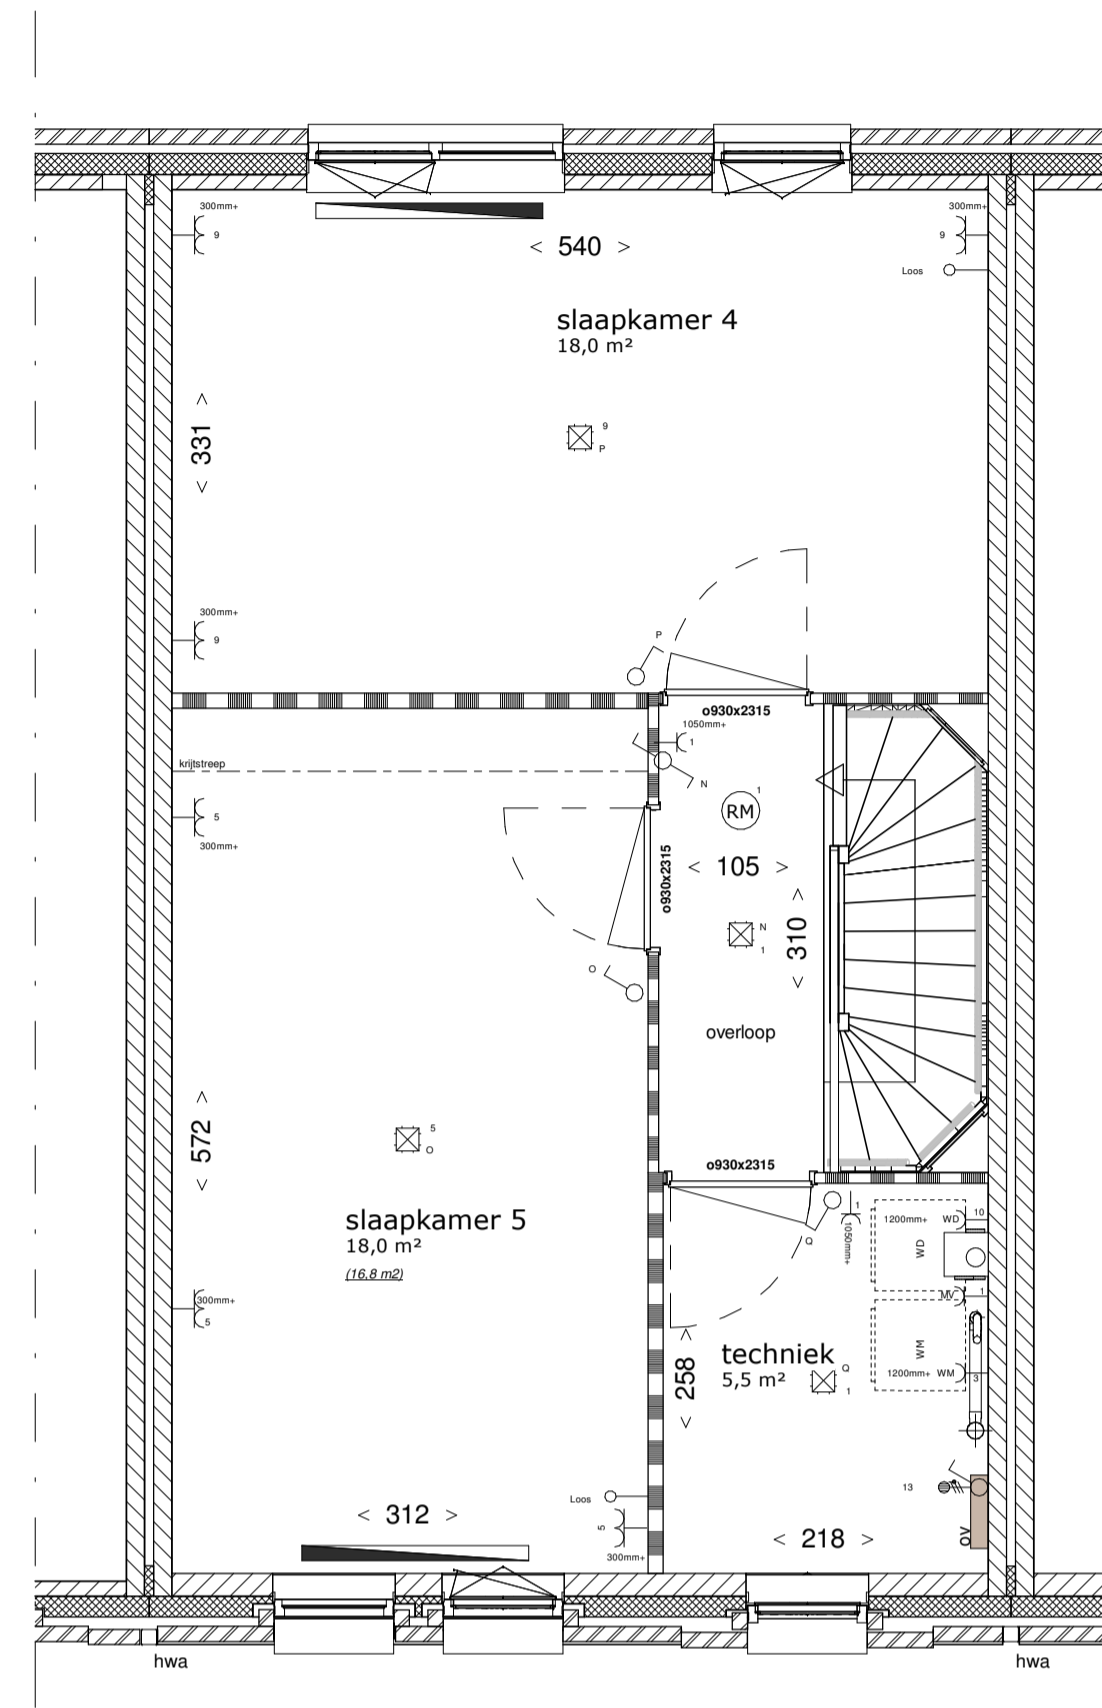 300mm+
9
300mm+
9
< 540 >
Loos
slaapkamer 4
18,0 m²
< 331 >
9
P
300mm+
9
P
o930x2315
1050mm+
1
krijtstreep
N
5
300mm+
RM
1
< 105 >
o930x2315
< 310 >
N
1
O
overloop
< 572 >
5
O
o930x2315
slaapkamer 5
18,0 m²
(16,8 m2)
1
1050mm+
Q
1200mm+ WD
10
WD
300mm+
5
MV
1
< 258 >
techniek
5,5 m²
Q
1
WM
1200mm+ WM
3
13
Loos
< 312 >
5
300mm+
< 218 >
ov
hwa
hwa